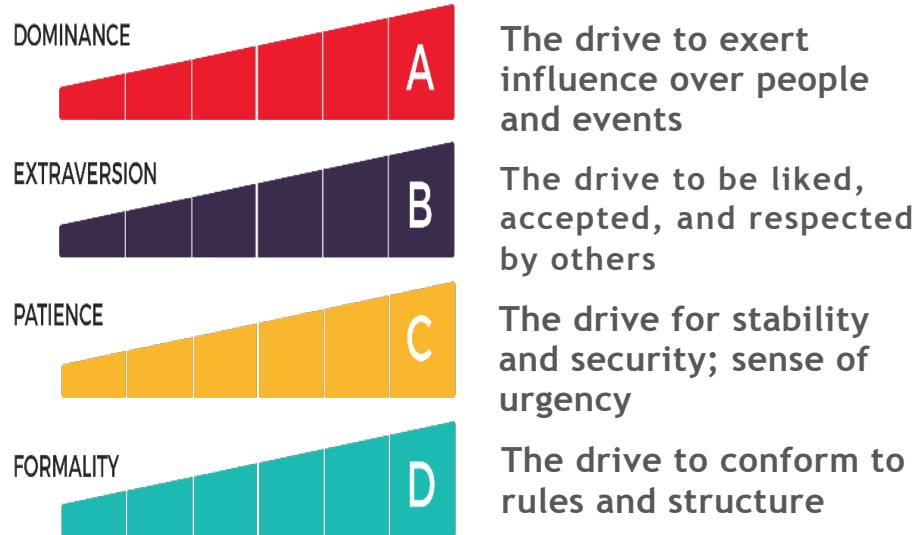 DOMINANCE
A
The drive to exert
influence over people
and events
EXTRAVERSION
B
The drive to be liked,
accepted, and respected
by others
PATIENCE
C
The drive for stability
and security; sense of
urgency
FORMALITY
D
The drive to conform to
rules and structure